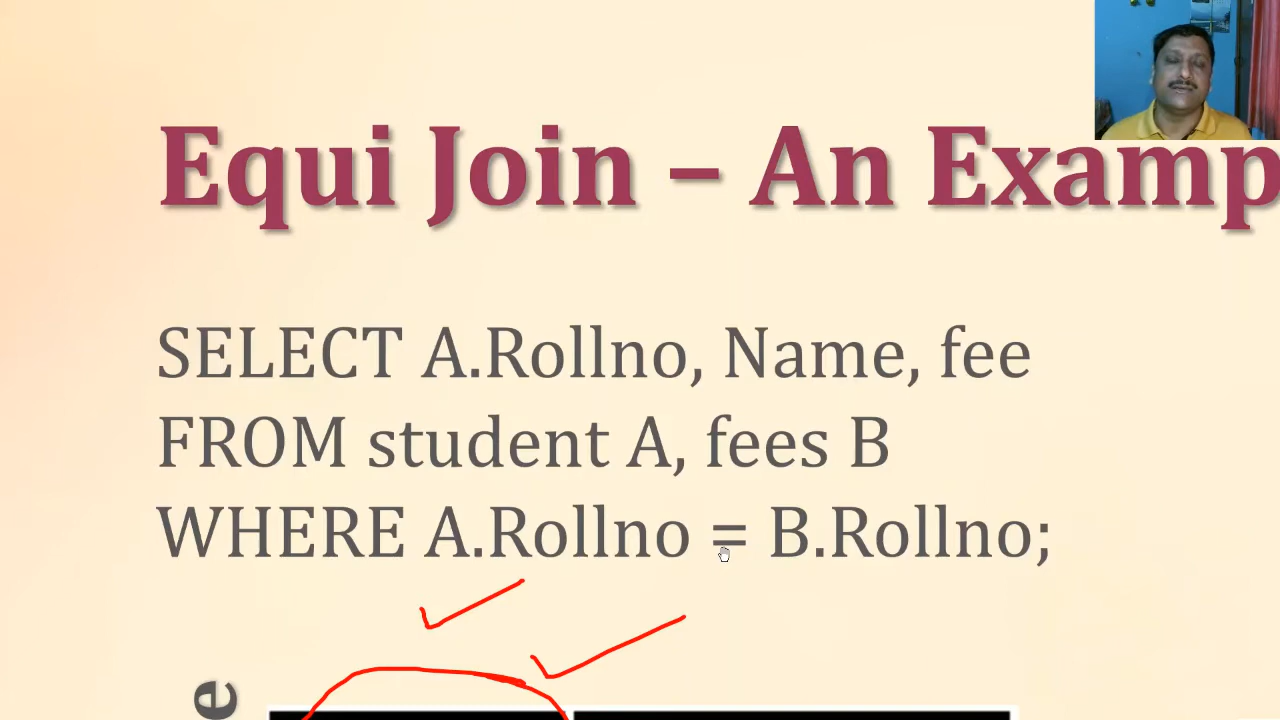 Equi Join – An Examp
SELECT A.Rollno, Name, fee
FROM student A, fees B
WHERE A.Rollno = B.Rollno;
e